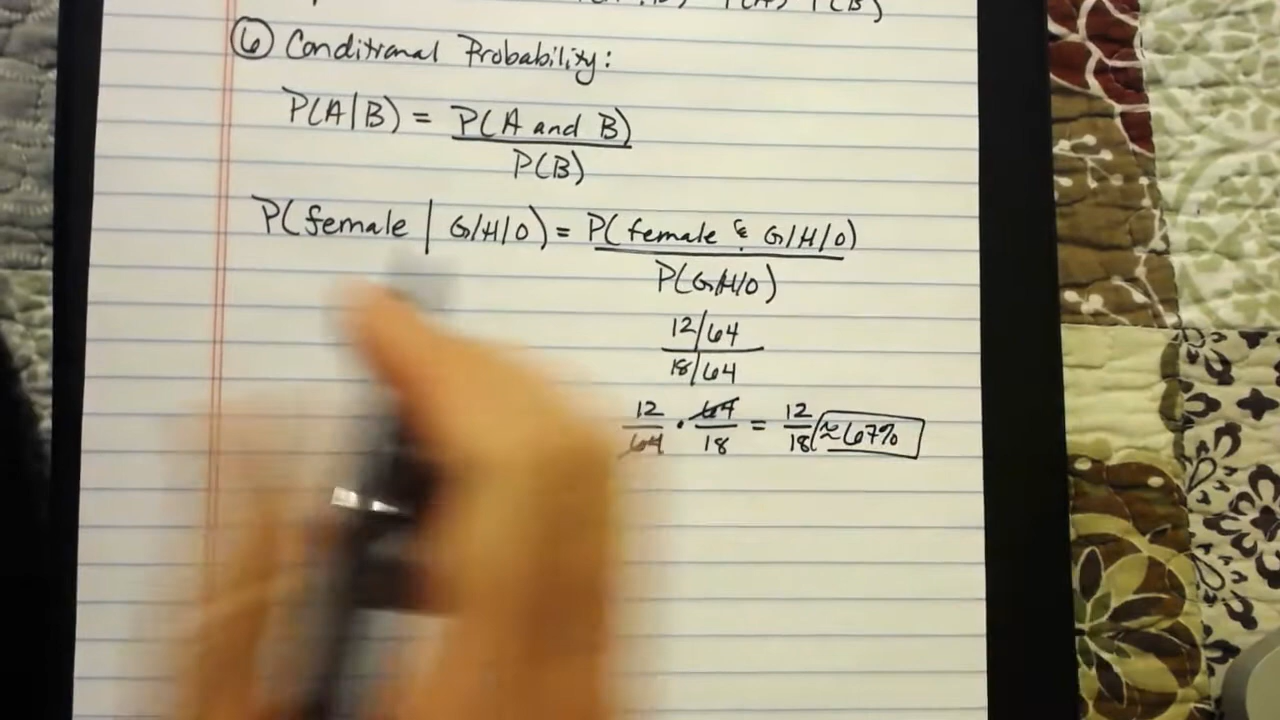 P(B)
⑥ Conditional Probability:
P(A|B) = P(A and B)
P(B)
P(female | G/H/O) = P(female & G/H/O)
P(G/H/O)
12/64
18/64
12/64 · 64/18 = 12/18 ≈ 67%